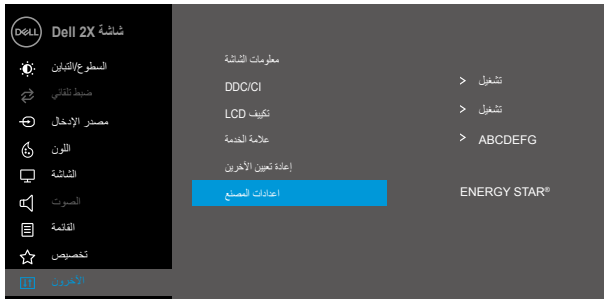 DELL
شاشة Dell 2X
السطوع/التباين
ضبط تلقائي
مصدر الإدخال
اللون
الشاشة
الصوت
القائمة
تخصيص
الآخرون
معلومات الشاشة
DDC/CI
تكييف LCD
علامة الخدمة
إعادة تعيين الآخرين
اعدادات المصنع
تشغيل
تشغيل
ABCDEFG
ENERGY STAR®